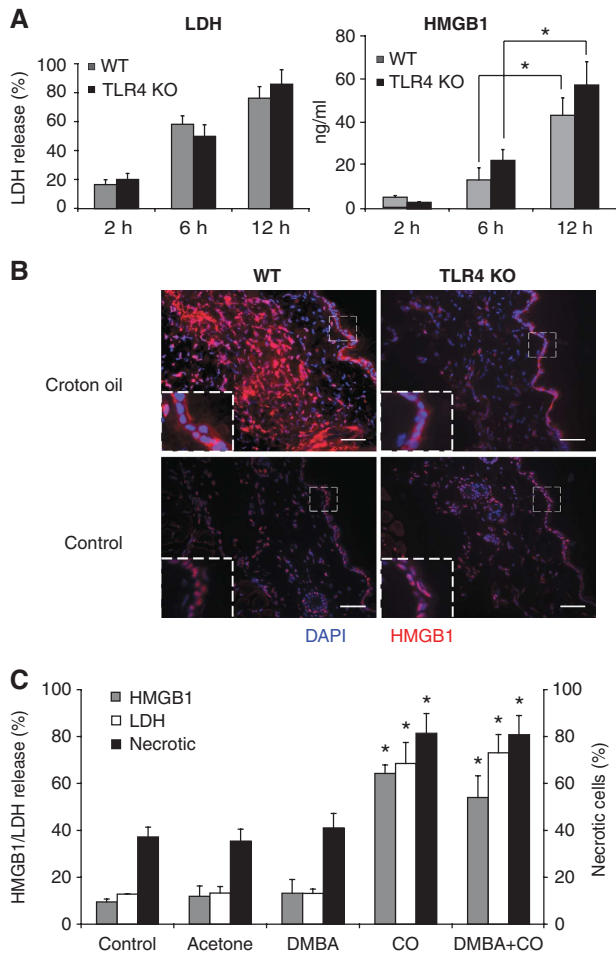 A
LDH
HMGB1
LDH release (%)
100
80
60
40
20
0
WT
TLR4 KO
2 h
6 h
12 h
ng/ml
80
60
40
20
0
WT
TLR4 KO
*
*
2 h
6 h
12 h
B
WT
TLR4 KO
Croton oil
Control
DAPI
HMGB1
C
HMGB1/LDH release (%)
100
80
60
40
20
0
HMGB1
LDH
Necrotic
* * *
* * *
100
80
60
40
20
0
Necrotic cells (%)
Control
Acetone
DMBA
CO
DMBA+CO